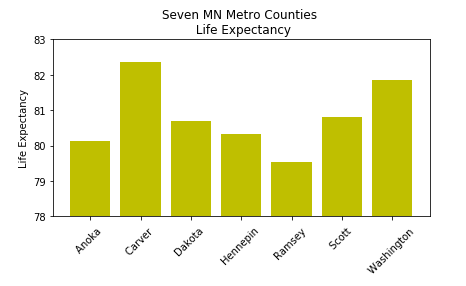 Seven MN Metro Counties
Life Expectancy
Life Expectancy
83
82
81
80
79
78
Anoka
Carver
Dakota
Hennepin
Ramsey
Scott
Washington